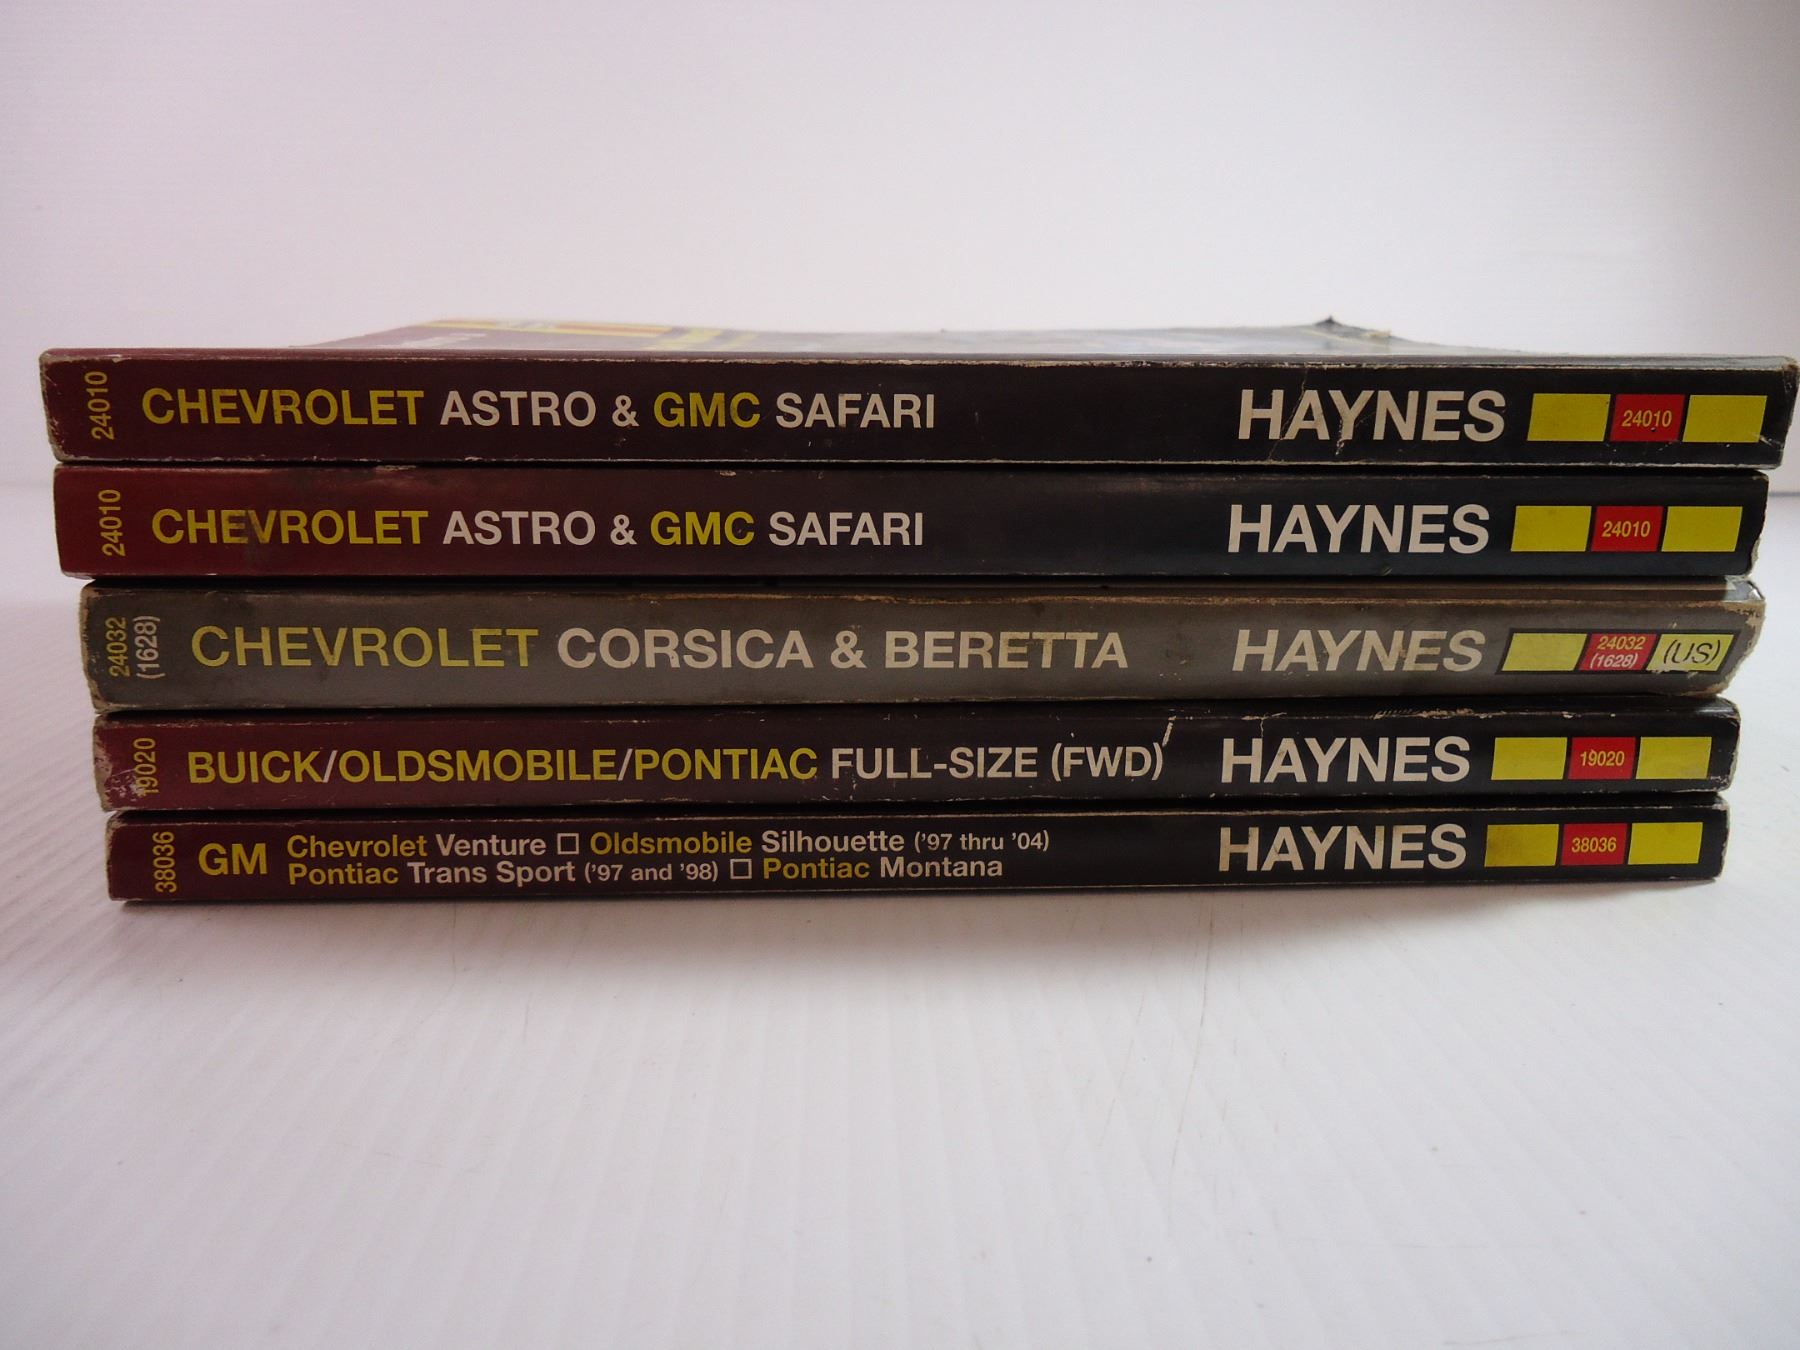 24010 CHEVROLET ASTRO & GMC SAFARI HAYNES 24010
24010 CHEVROLET ASTRO & GMC SAFARI HAYNES 24010
24032
(1628)
CHEVROLET CORSICA & BERETTA HAYNES
24032
(1628)
(US)
19020 BUICK/OLDSMOBILE/PONTIAC FULL-SIZE (FWD) HAYNES 19020
38036 GM
Chevrolet Venture □ Oldsmobile Silhouette ('97 thru '04)
Pontiac Trans Sport ('97 and '98) □ Pontiac Montana
HAYNES 38036